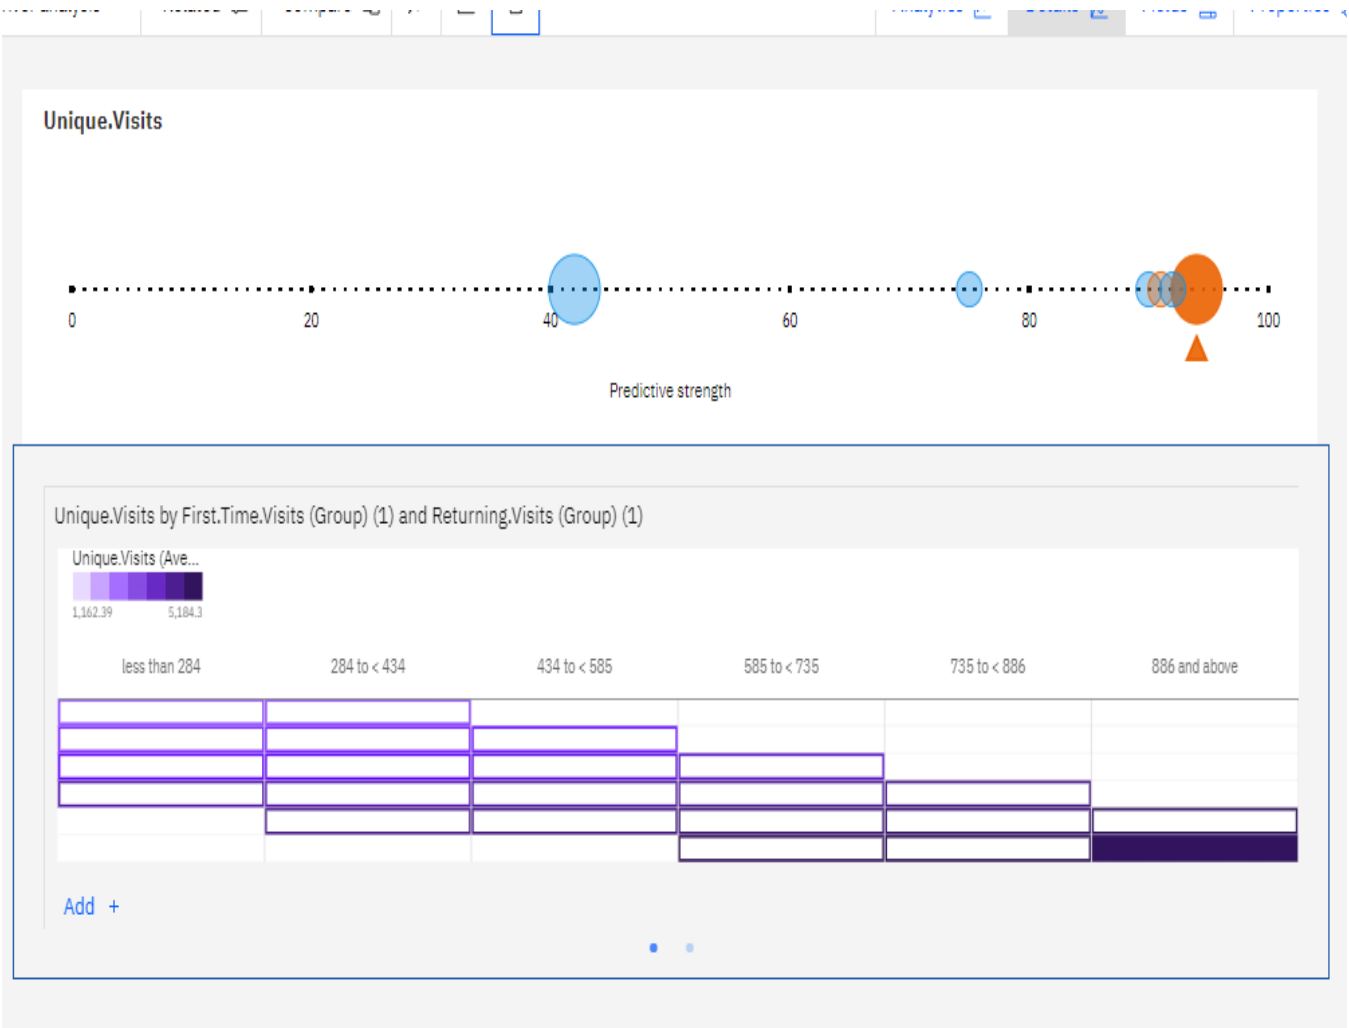 Unique.Visits
0 20 40 60 80 100
Predictive strength
Unique.Visits by First.Time.Visits (Group) (1) and Returning.Visits (Group) (1)
Unique.Visits (Ave...
1,162.39 5,184.3
less than 284 284 to < 434 434 to < 585 585 to < 735 735 to < 886 886 and above
Add +